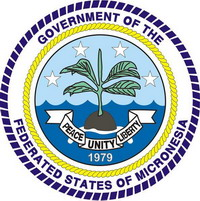 GOVERNMENT OF THE
PEACE UNITY LIBERTY
1979
FEDERATED STATES OF MICRONESIA